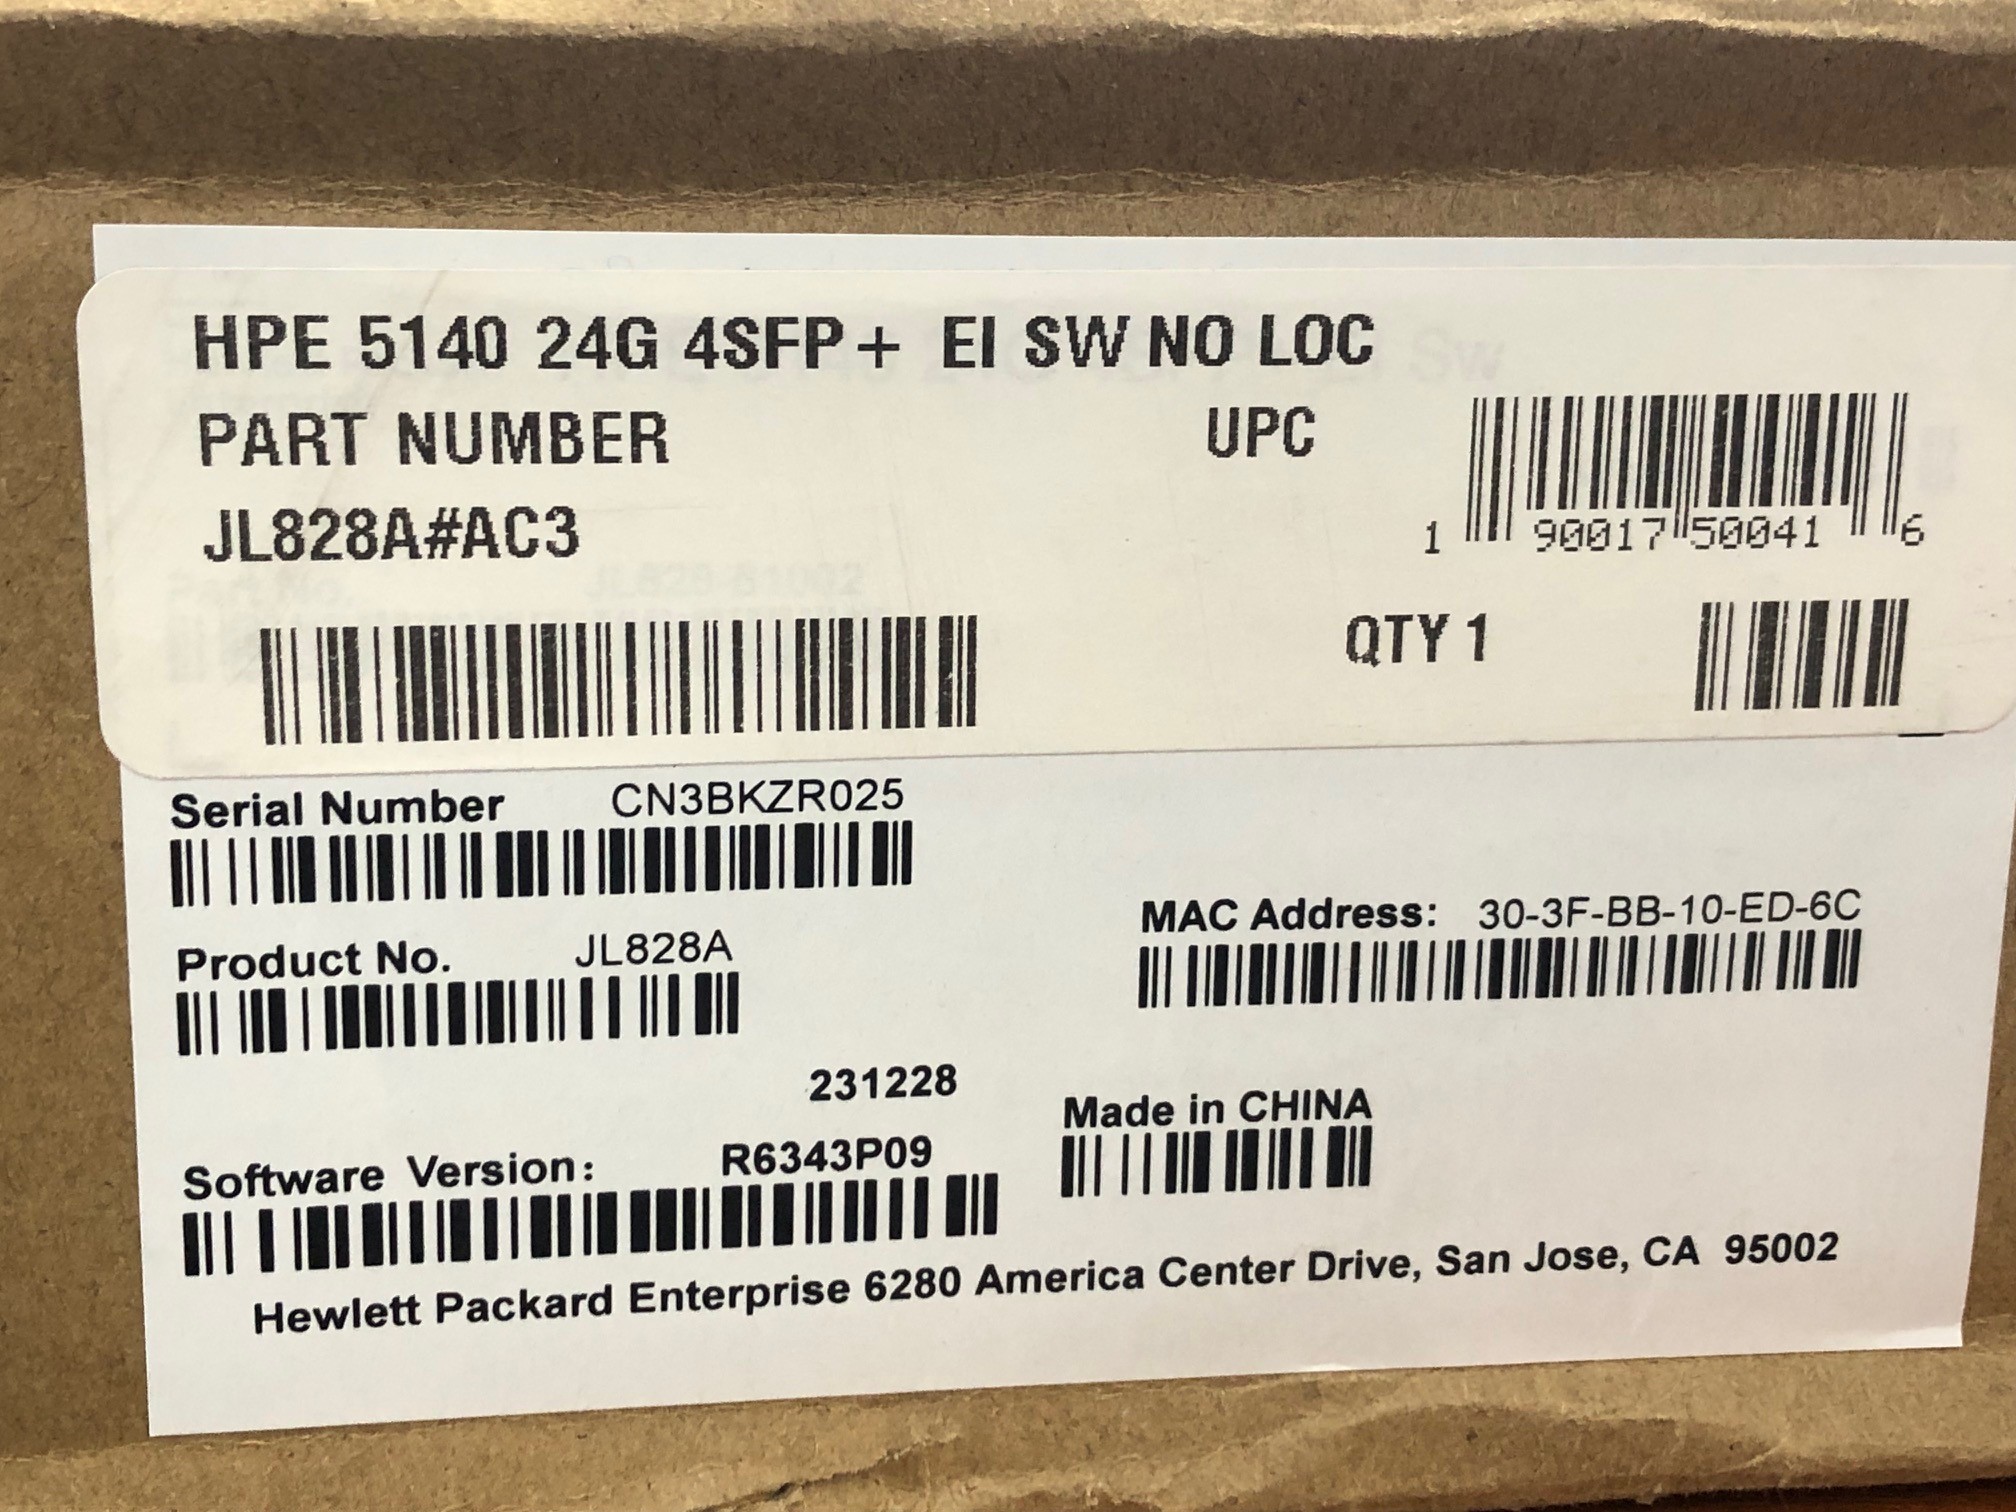 HPE 5140 24G 4SFP+ EI SW NO LOC
PART NUMBER
UPC
JL828A#AC3
1 90017 50041 6
QTY 1
Serial Number CN3BKZR025
MAC Address: 30-3F-BB-10-ED-6C
Product No. JL828A
231228
Made in CHINA
Software Version: R6343P09
Hewlett Packard Enterprise 6280 America Center Drive, San Jose, CA 95002